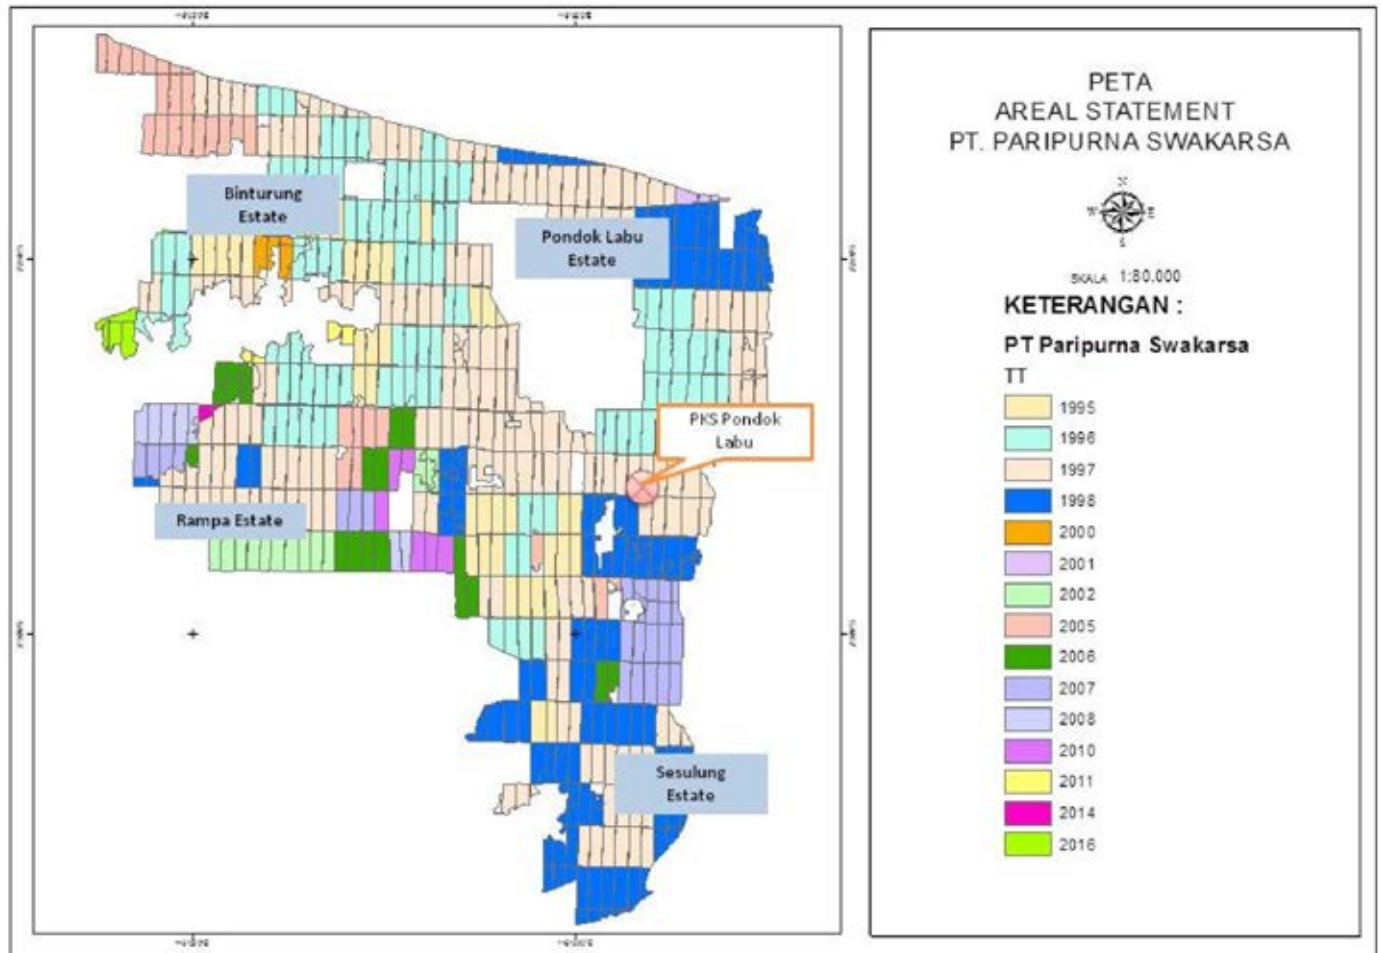 PETA
AREAL STATEMENT
PT. PARIPURNA SWAKARSA
SKALA 1:80.000
KETERANGAN :
PT Paripurna Swakarsa
TT
1995
1996
1997
1998
2000
2001
2002
2005
2006
2007
2008
2010
2011
2014
2016
Binturung
Estate
Pondok Labu
Estate
PKS Pondok
Labu
Rampa Estate
Sesulung
Estate